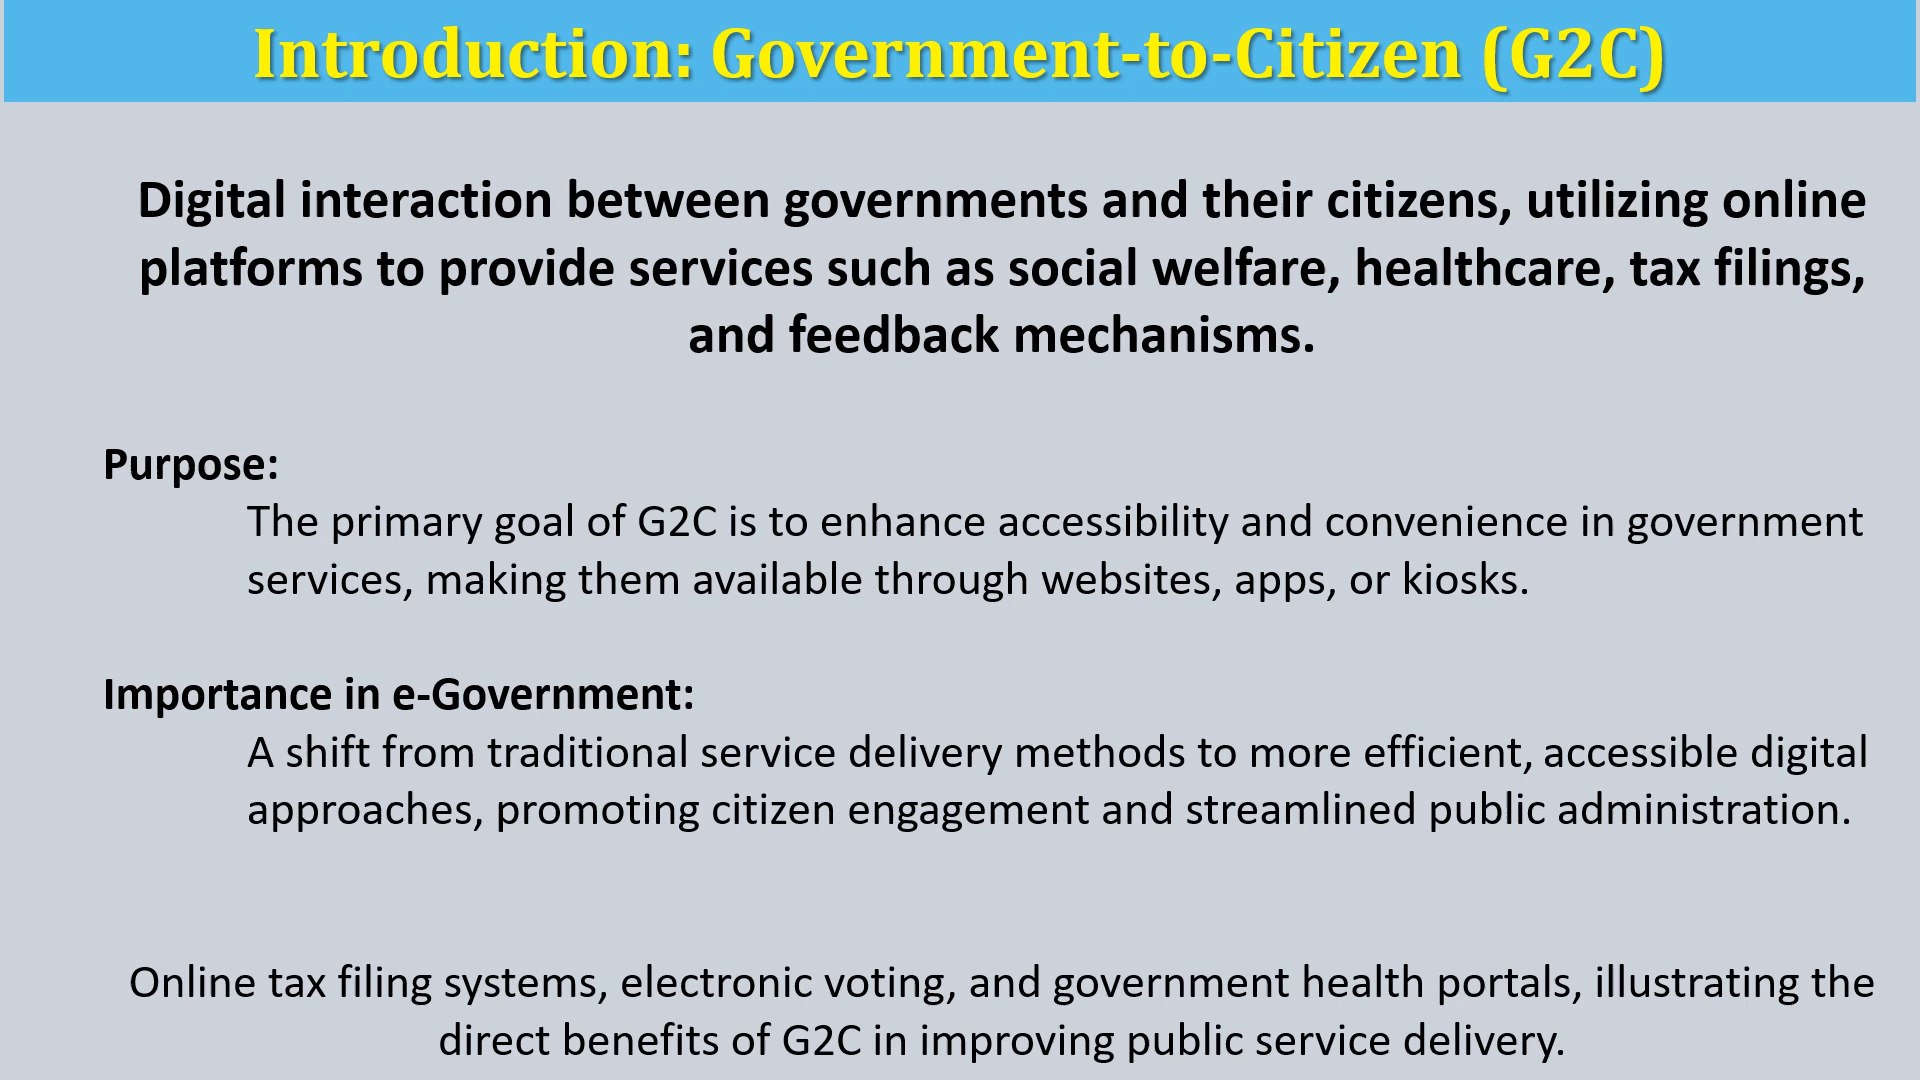 Introduction: Government-to-Citizen (G2C)
Digital interaction between governments and their citizens, utilizing online
platforms to provide services such as social welfare, healthcare, tax filings,
and feedback mechanisms.
Purpose:
The primary goal of G2C is to enhance accessibility and convenience in government
services, making them available through websites, apps, or kiosks.
Importance in e-Government:
A shift from traditional service delivery methods to more efficient, accessible digital
approaches, promoting citizen engagement and streamlined public administration.
Online tax filing systems, electronic voting, and government health portals, illustrating the
direct benefits of G2C in improving public service delivery.